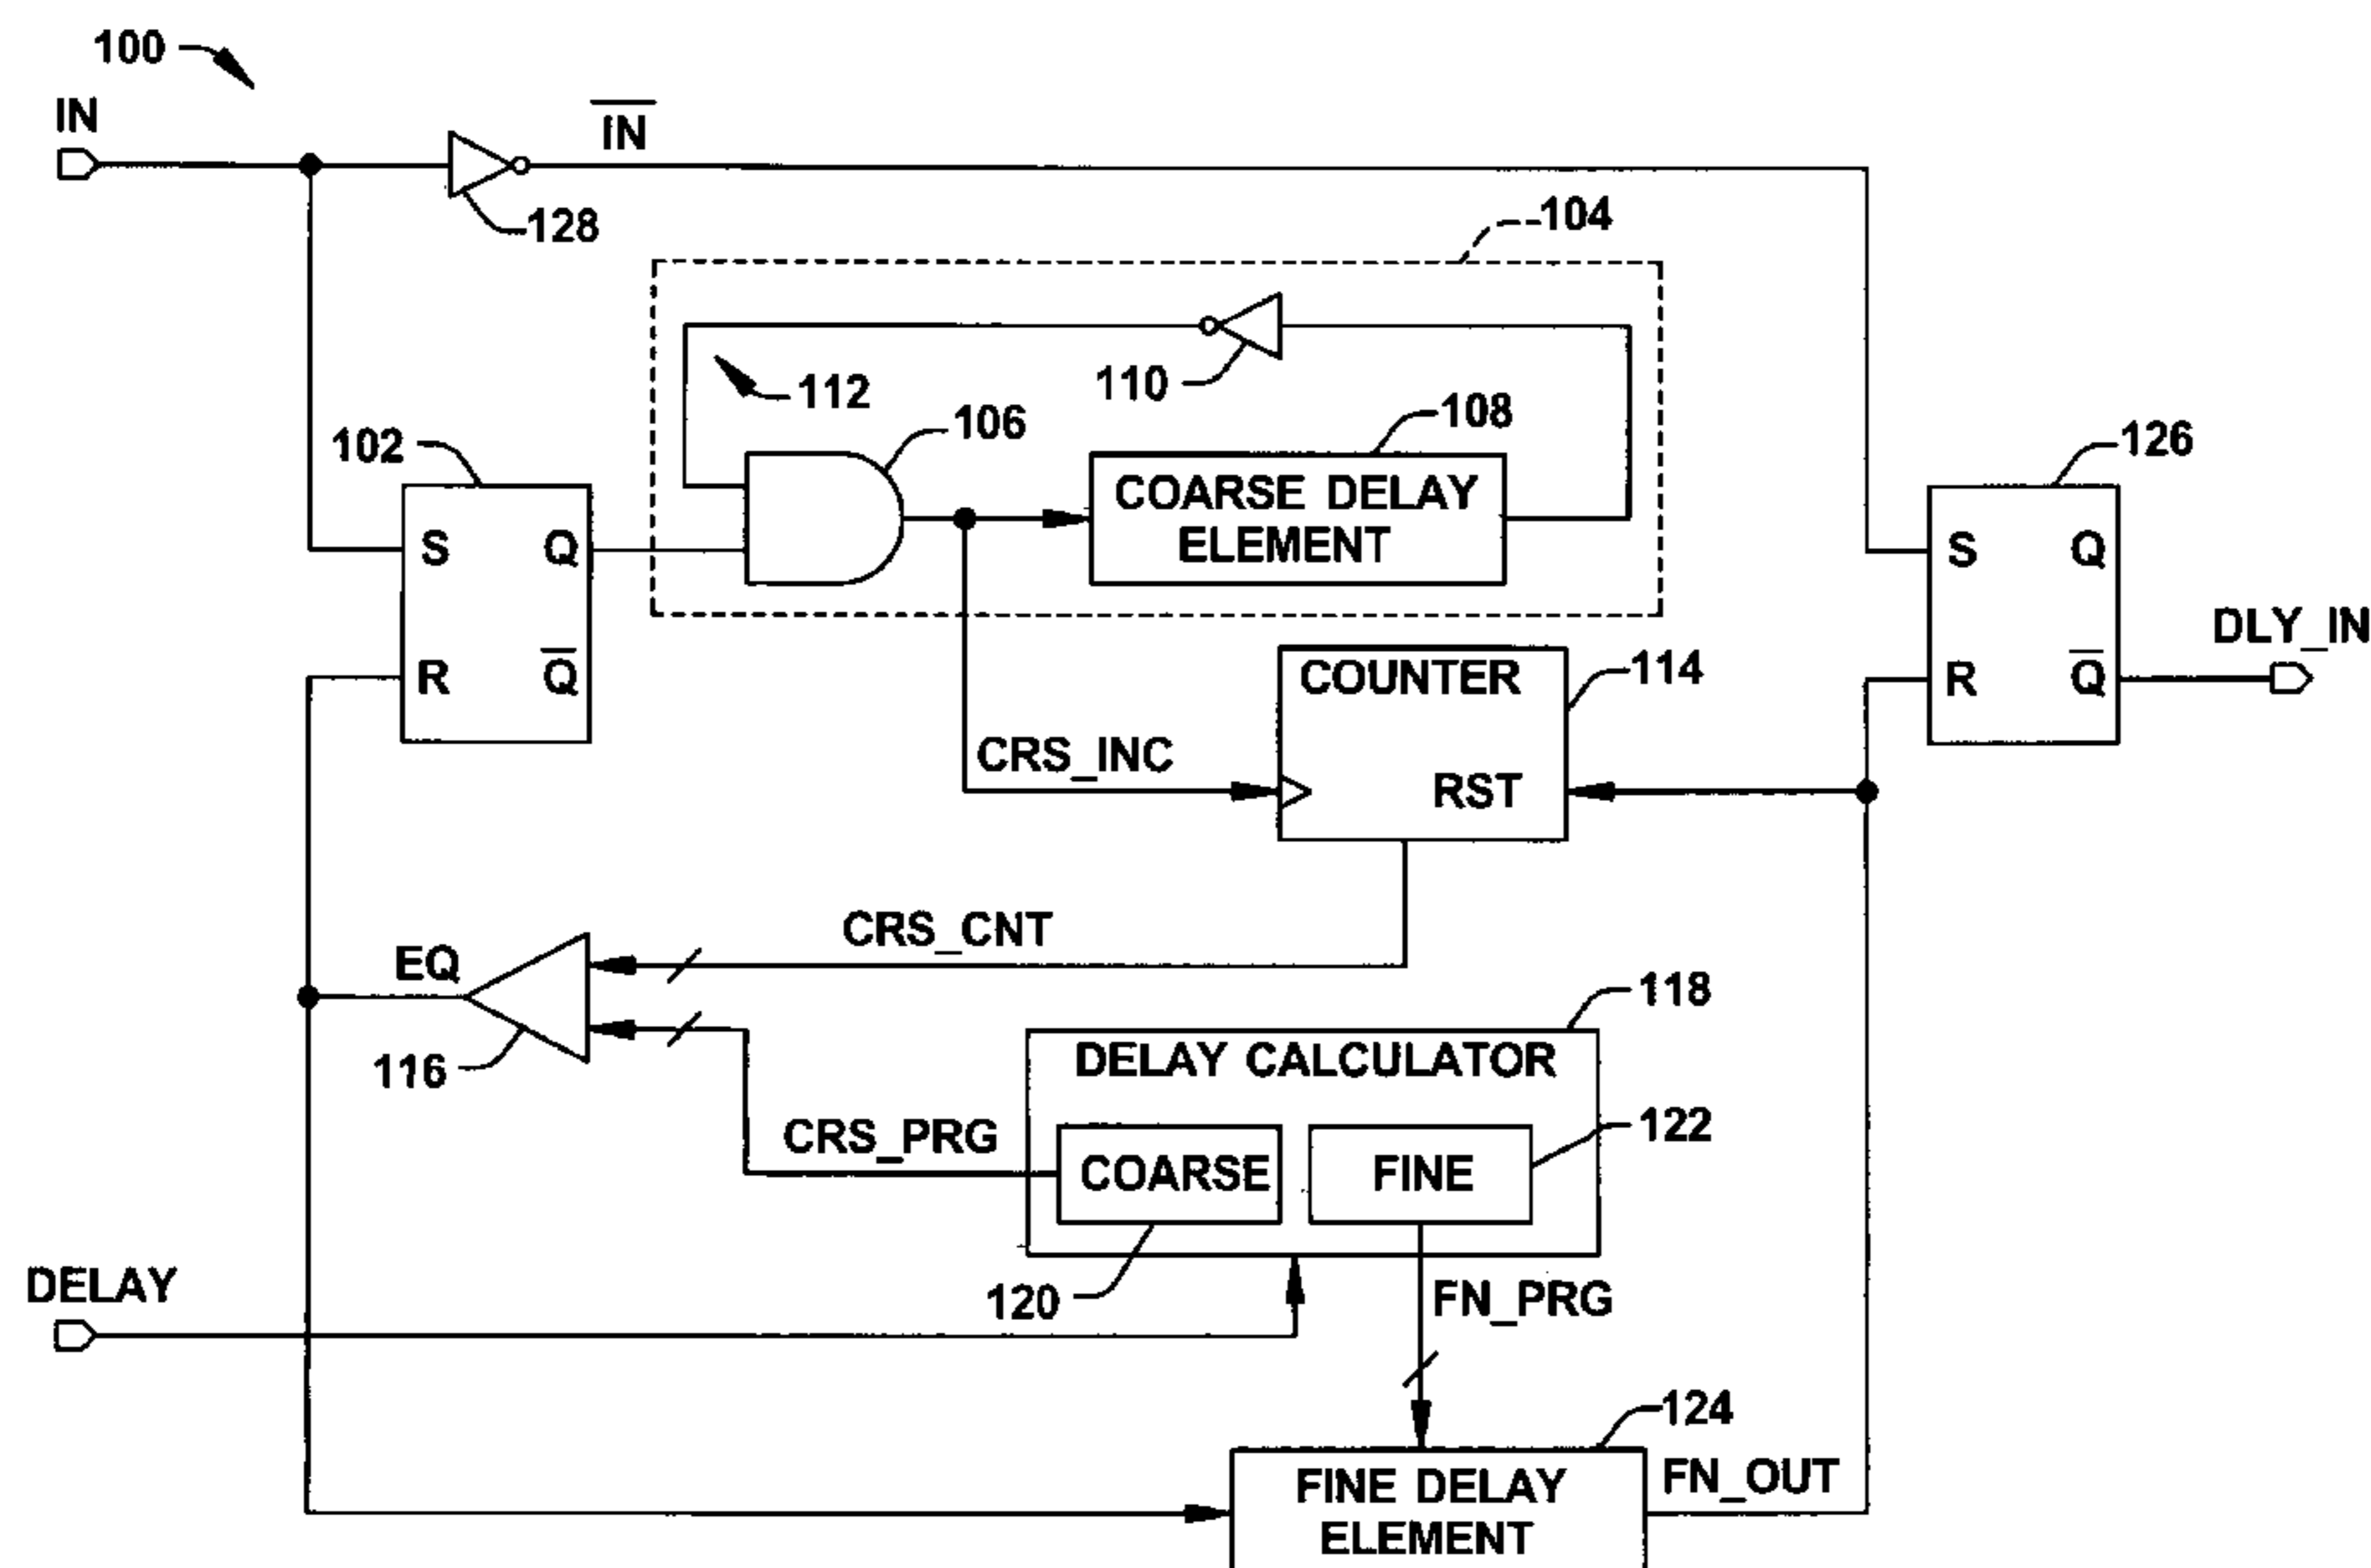 100
IN
IN
128
104
112
110
106
108
102
126
COARSE DELAY
ELEMENT
S Q
R Q
S Q
R Q
DLY_IN
COUNTER
114
CRS_INC
RST
CRS_CNT
EQ
116
118
DELAY CALCULATOR
122
CRS_PRG
COARSE
FINE
DELAY
120
FN_PRG
124
FINE DELAY
ELEMENT
FN_OUT